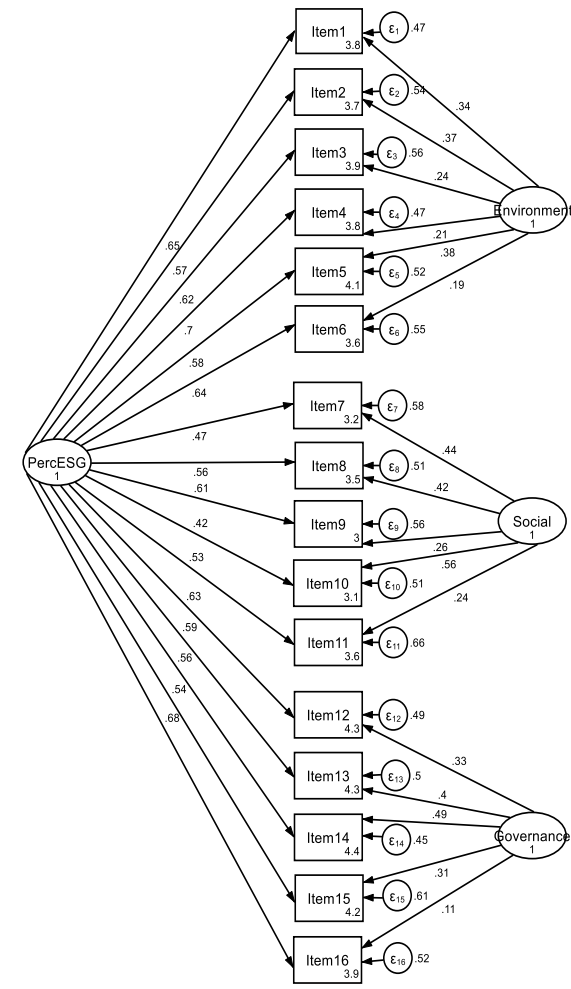 Item1
3.8
ε1
.47
Item2
3.7
ε2
.54
Item3
3.9
ε3
.56
Item4
3.8
ε4
.47
Item5
4.1
ε5
.52
Item6
3.6
ε6
.55
Item7
3.2
ε7
.58
Item8
3.5
ε8
.51
Item9
3
ε9
.56
Item10
3.1
ε10
.51
Item11
3.6
ε11
.66
Item12
4.3
ε12
.49
Item13
4.3
ε13
.5
Item14
4.4
ε14
.45
Item15
4.2
ε15
.61
Item16
3.9
ε16
.52
PercESG
1
.65
.57
.62
.7
.58
.64
.47
.56
.61
.42
.53
.63
.59
.56
.54
.68
Environment
1
.34
.37
.24
.21
.38
.19
Social
1
.44
.42
.26
.56
.24
Governance
1
.33
.4
.49
.31
.11